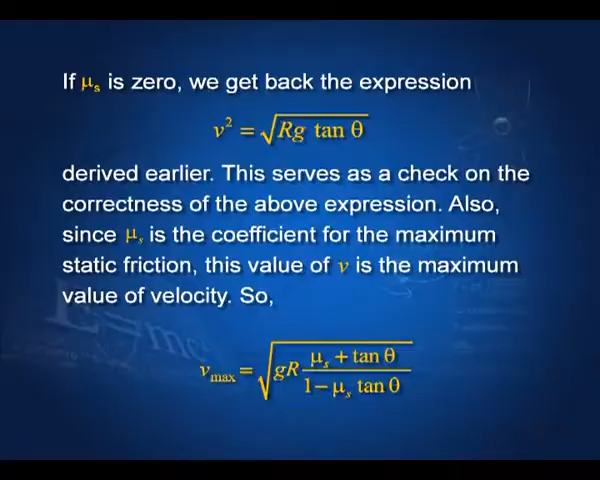 If μₛ is zero, we get back the expression
v² = √(Rg tan θ)
derived earlier. This serves as a check on the
correctness of the above expression. Also,
since μₛ is the coefficient for the maximum
static friction, this value of v is the maximum
value of velocity. So,
v_max = √(gR (μₛ + tan θ)/(1 − μₛ tan θ))